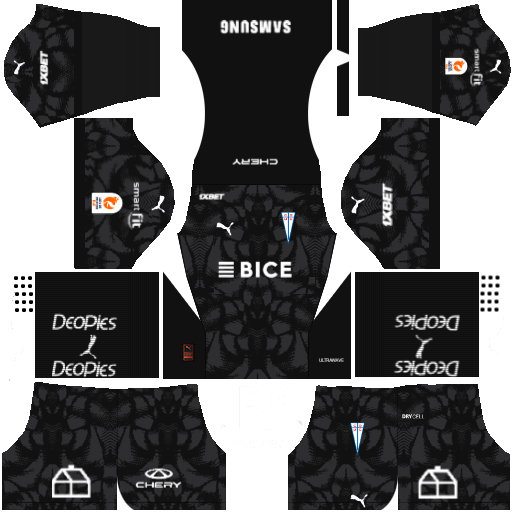 SAMSUNG
1XBET
smart fit
CHERY
1XBET
smart fit
1XBET
BICE
DEOPIES
DEOPIES
ULTRAWAVE
DEOPIES
DEOPIES
DRYCELL
CHERY